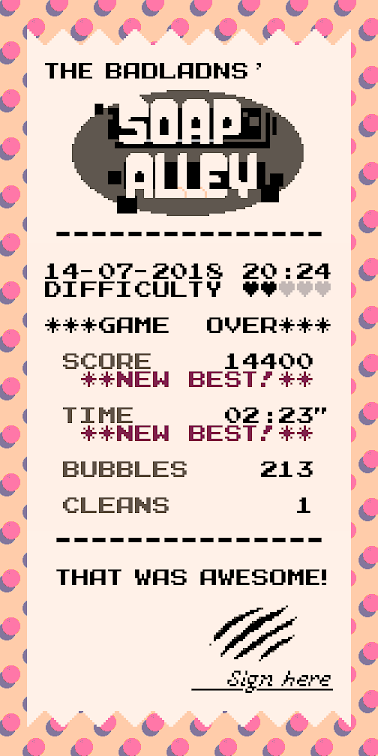 THE BADLADNS'
SOAP
ALLEY
14-07-2018 20:24
DIFFICULTY
***GAME OVER***
SCORE 14400
**NEW BEST!**
TIME 02:23"
**NEW BEST!**
BUBBLES 213
CLEANS 1
THAT WAS AWESOME!
Sign here